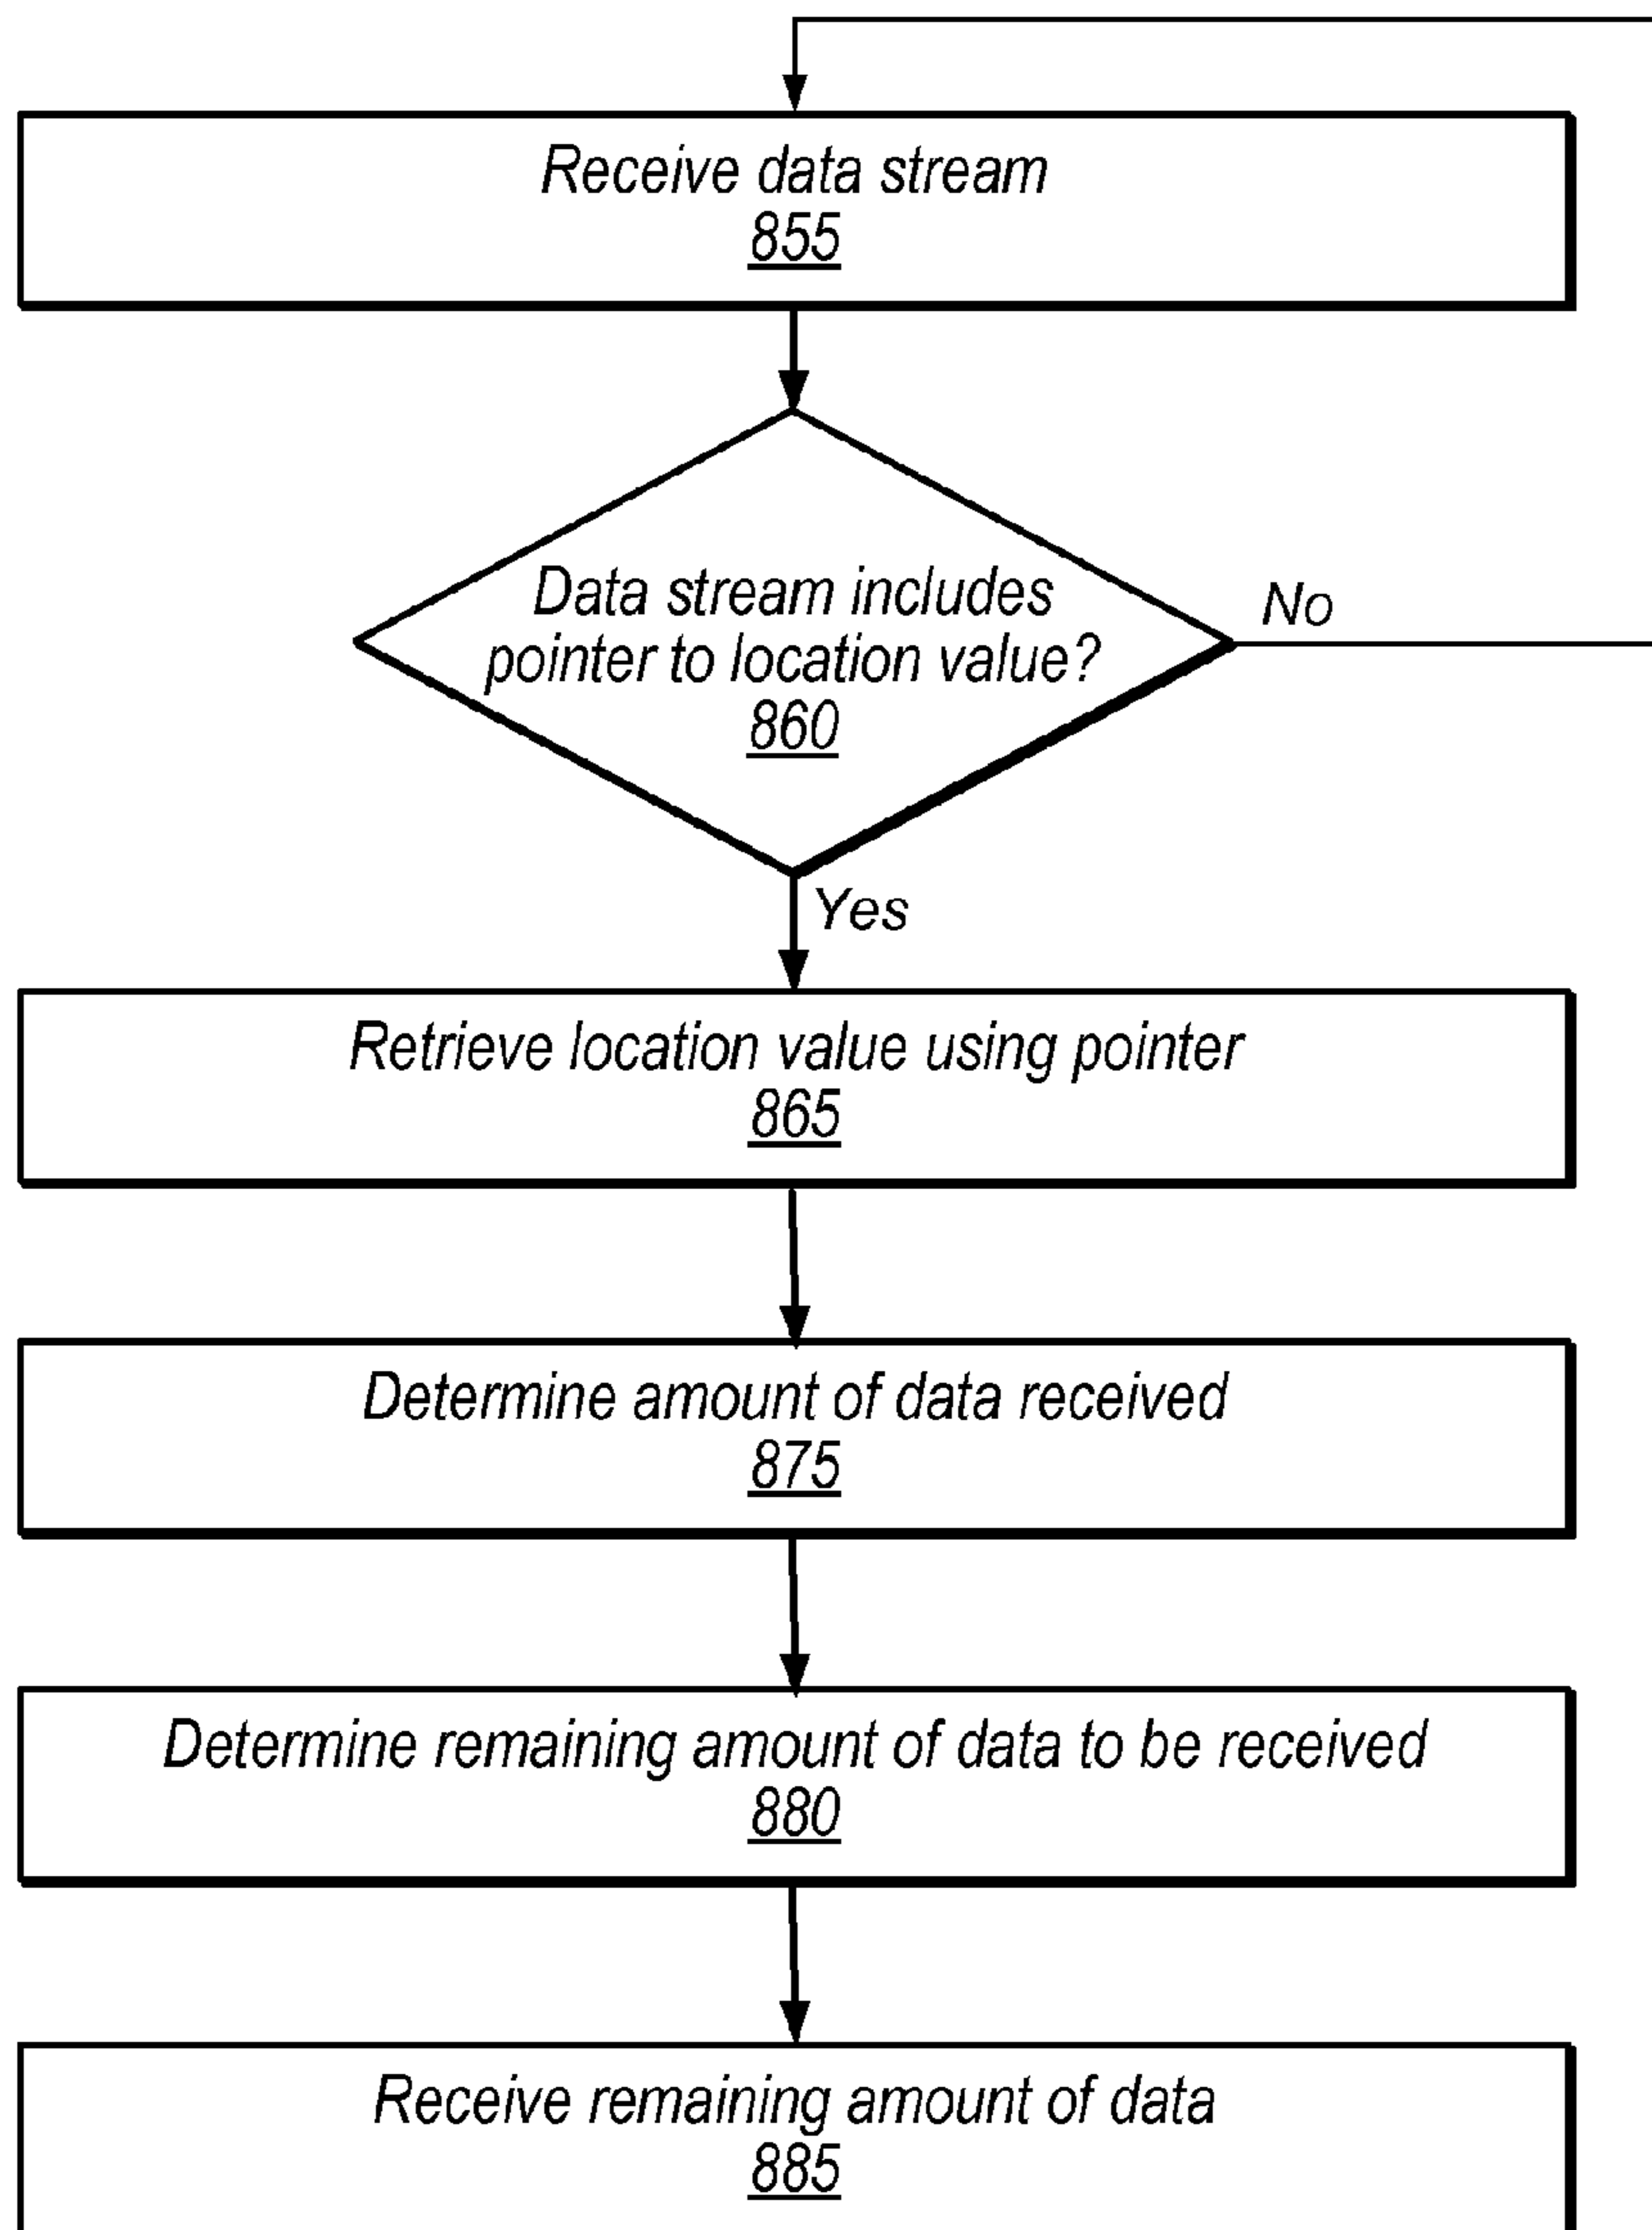 Receive data stream
855
Data stream includes
pointer to location value?
860
No
Yes
Retrieve location value using pointer
865
Determine amount of data received
875
Determine remaining amount of data to be received
880
Receive remaining amount of data
885